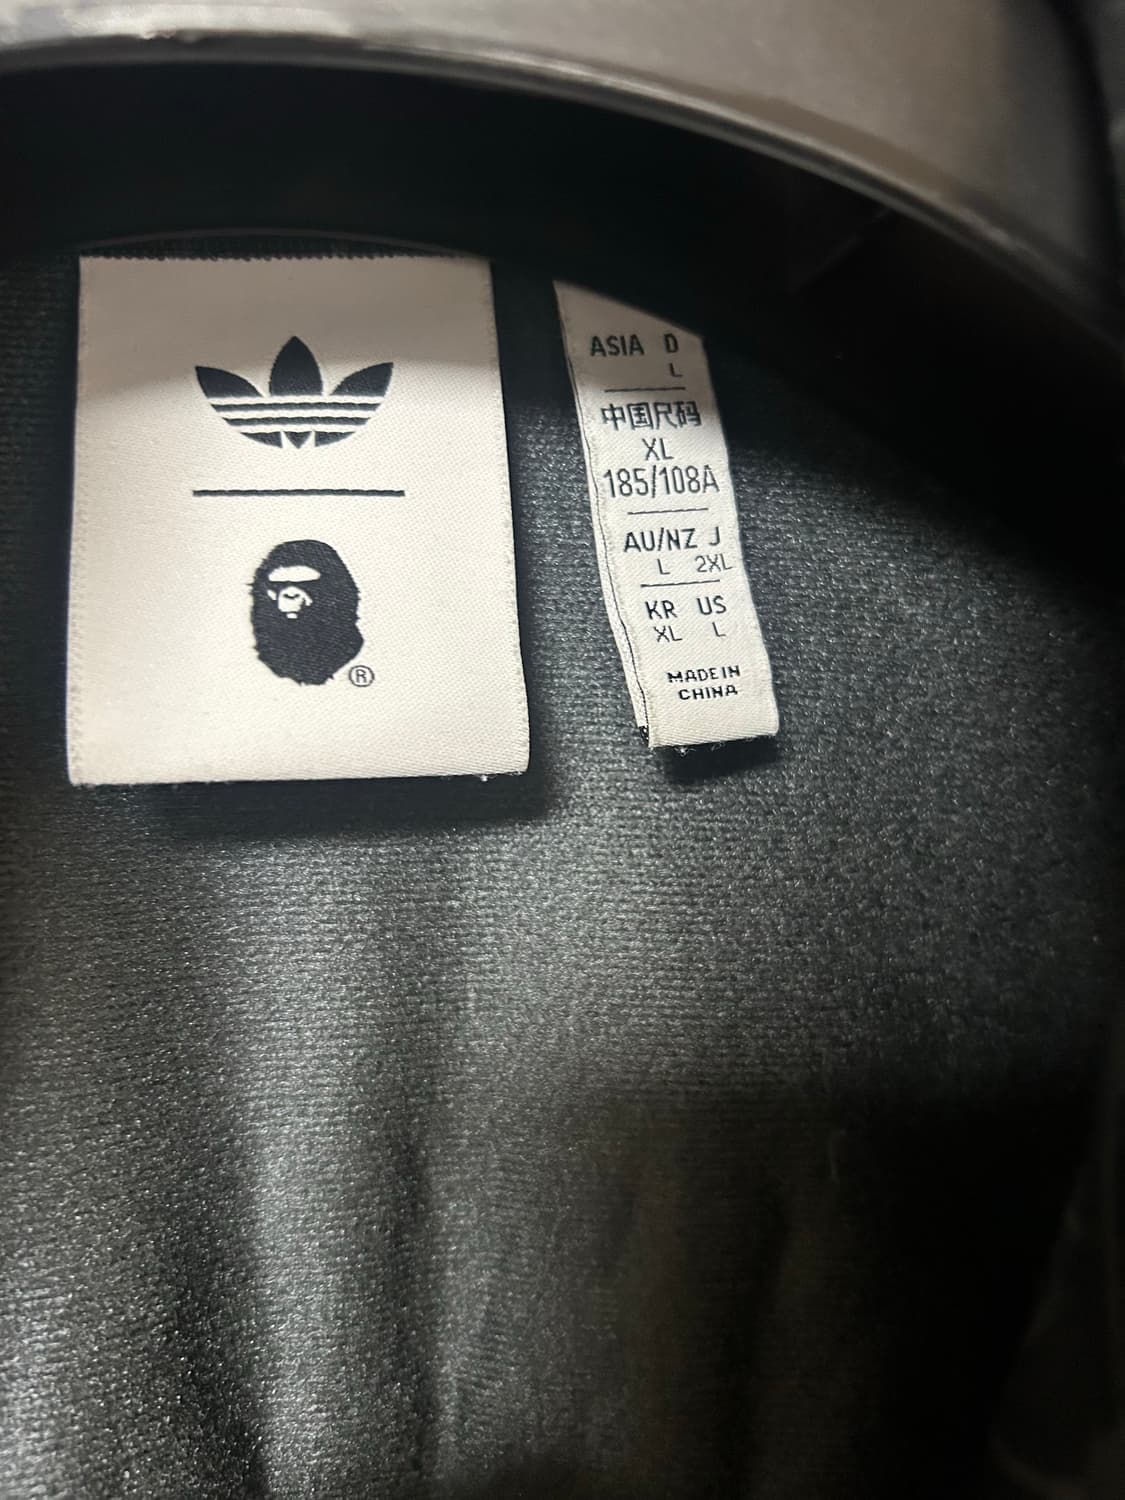 ®
ASIA D
L
中国尺码
XL
185/108A
AU/NZ J
L 2XL
KR US
XL L
MADE IN
CHINA